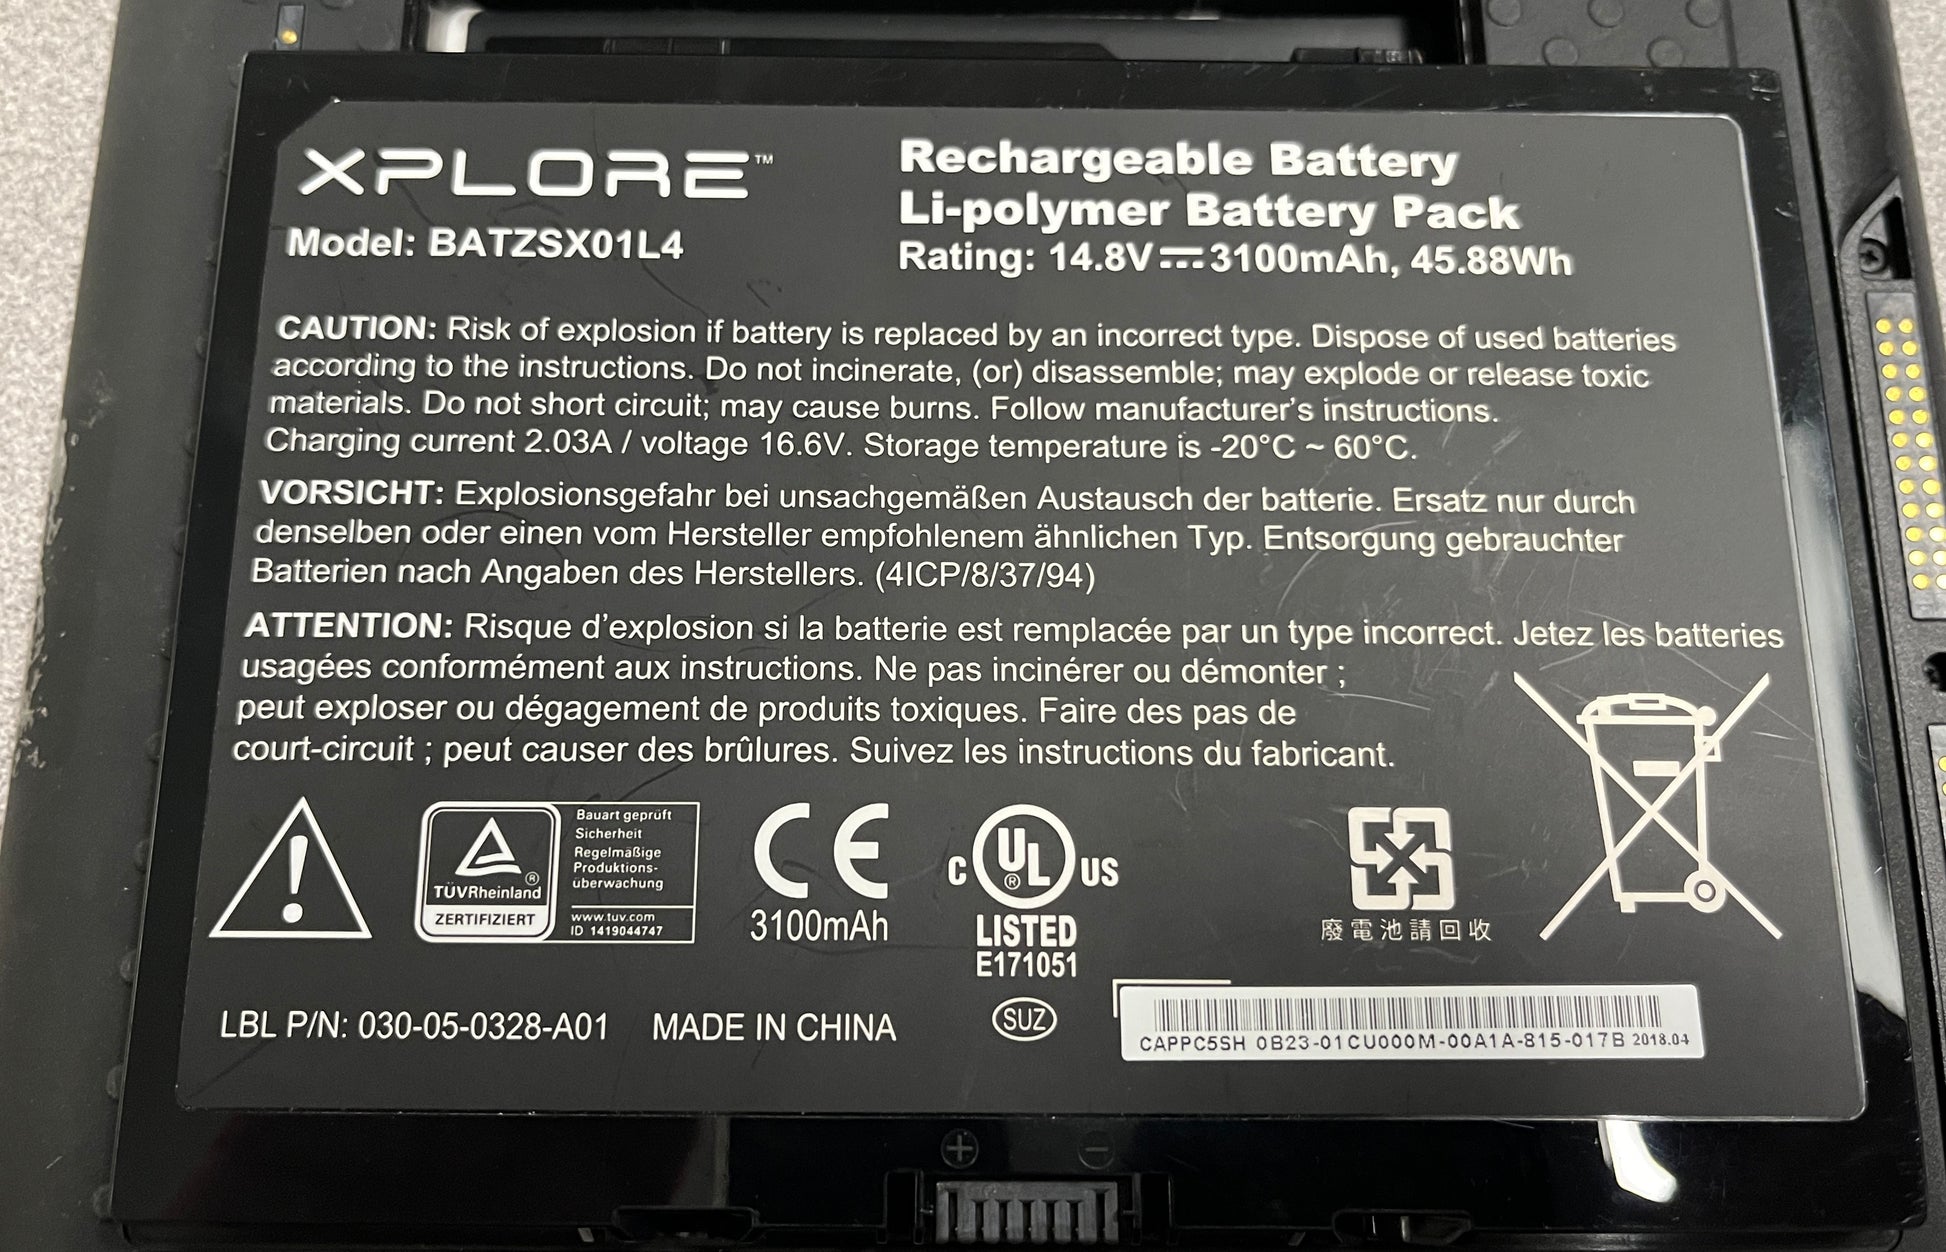 XPLORE™
Model: BATZSX01L4
Rechargeable Battery
Li-polymer Battery Pack
Rating: 14.8V⎓3100mAh, 45.88Wh
CAUTION: Risk of explosion if battery is replaced by an incorrect type. Dispose of used batteries
according to the instructions. Do not incinerate, (or) disassemble; may explode or release toxic
materials. Do not short circuit; may cause burns. Follow manufacturer's instructions.
Charging current 2.03A / voltage 16.6V. Storage temperature is -20°C ~ 60°C.
VORSICHT: Explosionsgefahr bei unsachgemäßen Austausch der batterie. Ersatz nur durch
denselben oder einen vom Hersteller empfohlenem ähnlichen Typ. Entsorgung gebrauchter
Batterien nach Angaben des Herstellers. (4ICP/8/37/94)
ATTENTION: Risque d'explosion si la batterie est remplacée par un type incorrect. Jetez les batteries
usagées conformément aux instructions. Ne pas incinérer ou démonter ;
peut exploser ou dégagement de produits toxiques. Faire des pas de
court-circuit ; peut causer des brûlures. Suivez les instructions du fabricant.
TÜVRheinland®
ZERTIFIZIERT
Bauart geprüft
Sicherheit
Regelmäßige
Produktions-
überwachung
www.tuv.com
ID 1419044747
CE
3100mAh
C UL® US
LISTED
E171051
廢電池請回收
LBL P/N: 030-05-0328-A01 MADE IN CHINA
SUZ
CAPPC5SH 0B23-01CU000M-00A1A-815-017B 2018.04
+ −